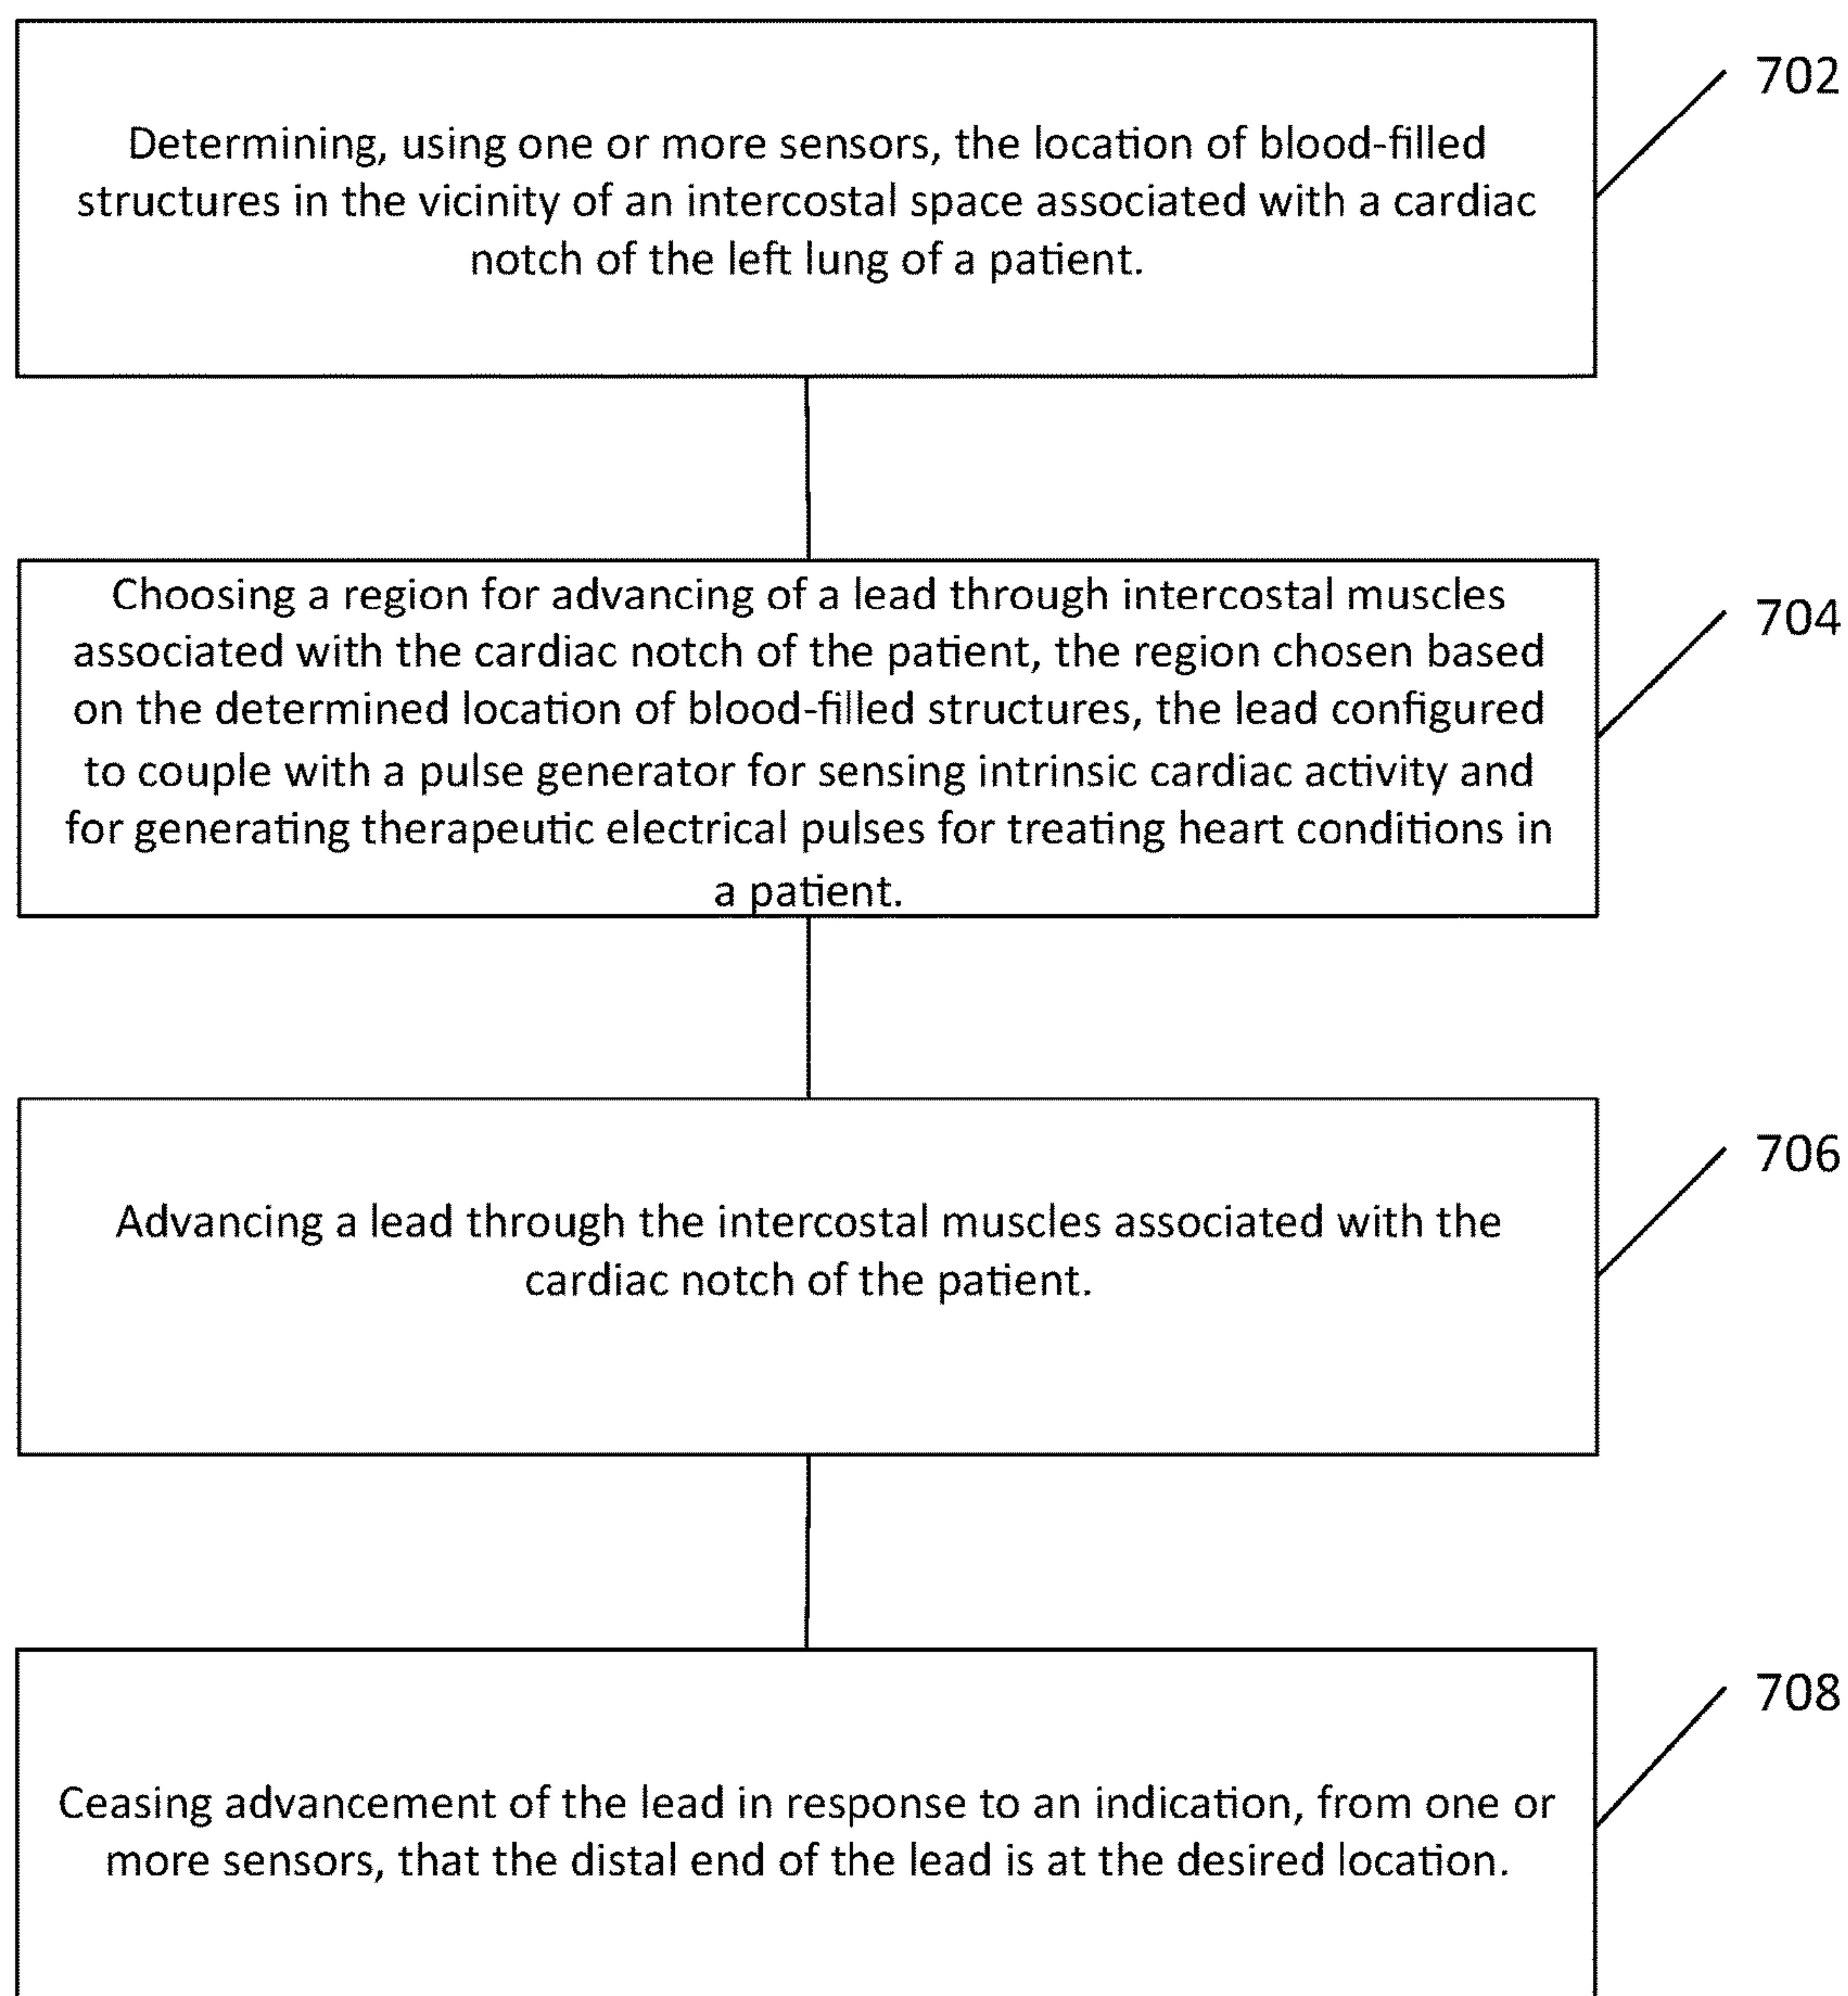 Determining, using one or more sensors, the location of blood-filled
structures in the vicinity of an intercostal space associated with a cardiac
notch of the left lung of a patient.
702
Choosing a region for advancing of a lead through intercostal muscles
associated with the cardiac notch of the patient, the region chosen based
on the determined location of blood-filled structures, the lead configured
to couple with a pulse generator for sensing intrinsic cardiac activity and
for generating therapeutic electrical pulses for treating heart conditions in
a patient.
704
Advancing a lead through the intercostal muscles associated with the
cardiac notch of the patient.
706
Ceasing advancement of the lead in response to an indication, from one or
more sensors, that the distal end of the lead is at the desired location.
708